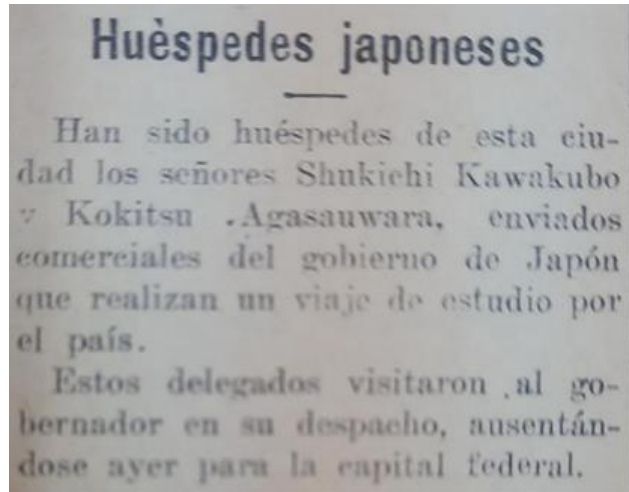 Huèspedes japoneses
Han sido huéspedes de esta ciu-
dad los señores Shukichi Kawakubo
y Kokitsu Agasauwara, enviados
comerciales del gobierno de Japón
que realizan un viaje de estudio por
el país.
Estos delegados visitaron al go-
bernador en su despacho, ausentán-
dose ayer para la capital federal.